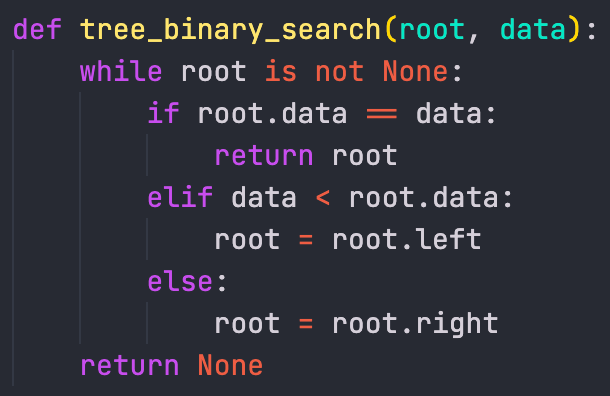 def tree_binary_search(root, data):
    while root is not None:
        if root.data == data:
            return root
        elif data < root.data:
            root = root.left
        else:
            root = root.right
    return None